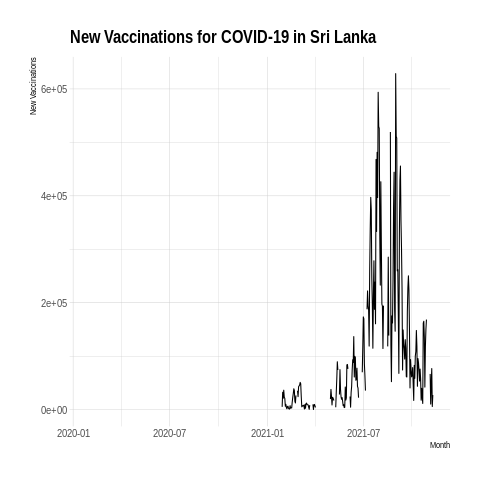 New Vaccinations for COVID-19 in Sri Lanka
New Vaccinations
6e+05
4e+05
2e+05
0e+00
2020-01 2020-07 2021-01 2021-07
Month